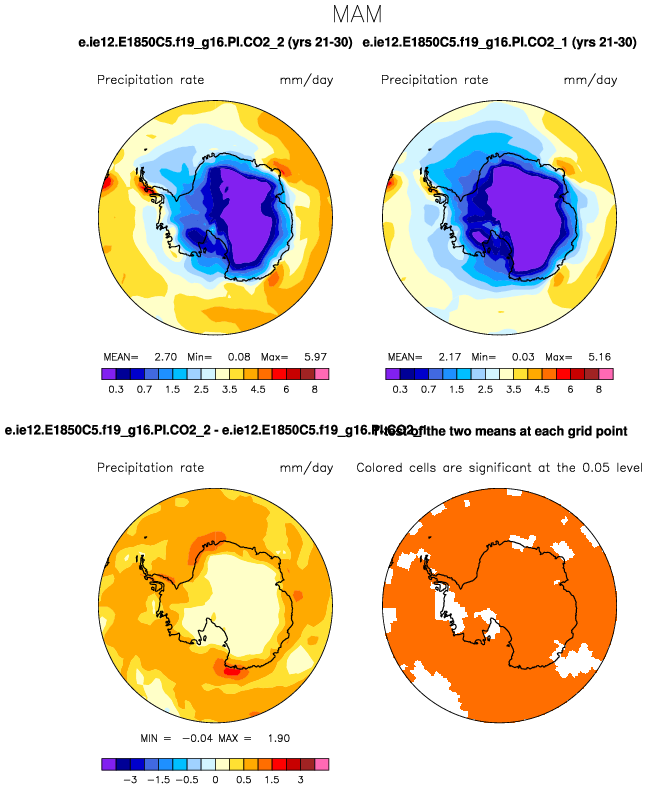 MAM
e.ie12.E1850C5.f19_g16.PI.CO2_2 (yrs 21-30) e.ie12.E1850C5.f19_g16.PI.CO2_1 (yrs 21-30)
Precipitation rate mm/day Precipitation rate mm/day
MEAN= 2.70 Min= 0.08 Max= 5.97 MEAN= 2.17 Min= 0.03 Max= 5.16
0.3 0.7 1.5 2.5 3.5 4.5 6 8 0.3 0.7 1.5 2.5 3.5 4.5 6 8
e.ie12.E1850C5.f19_g16.PI.CO2_2 - e.ie12.E1850C5.f19_g16.PI.CO2_1 T-test of the two means at each grid point
Precipitation rate mm/day Colored cells are significant at the 0.05 level
MIN = -0.04 MAX = 1.90
-3 -1.5 -0.5 0 0.5 1.5 3